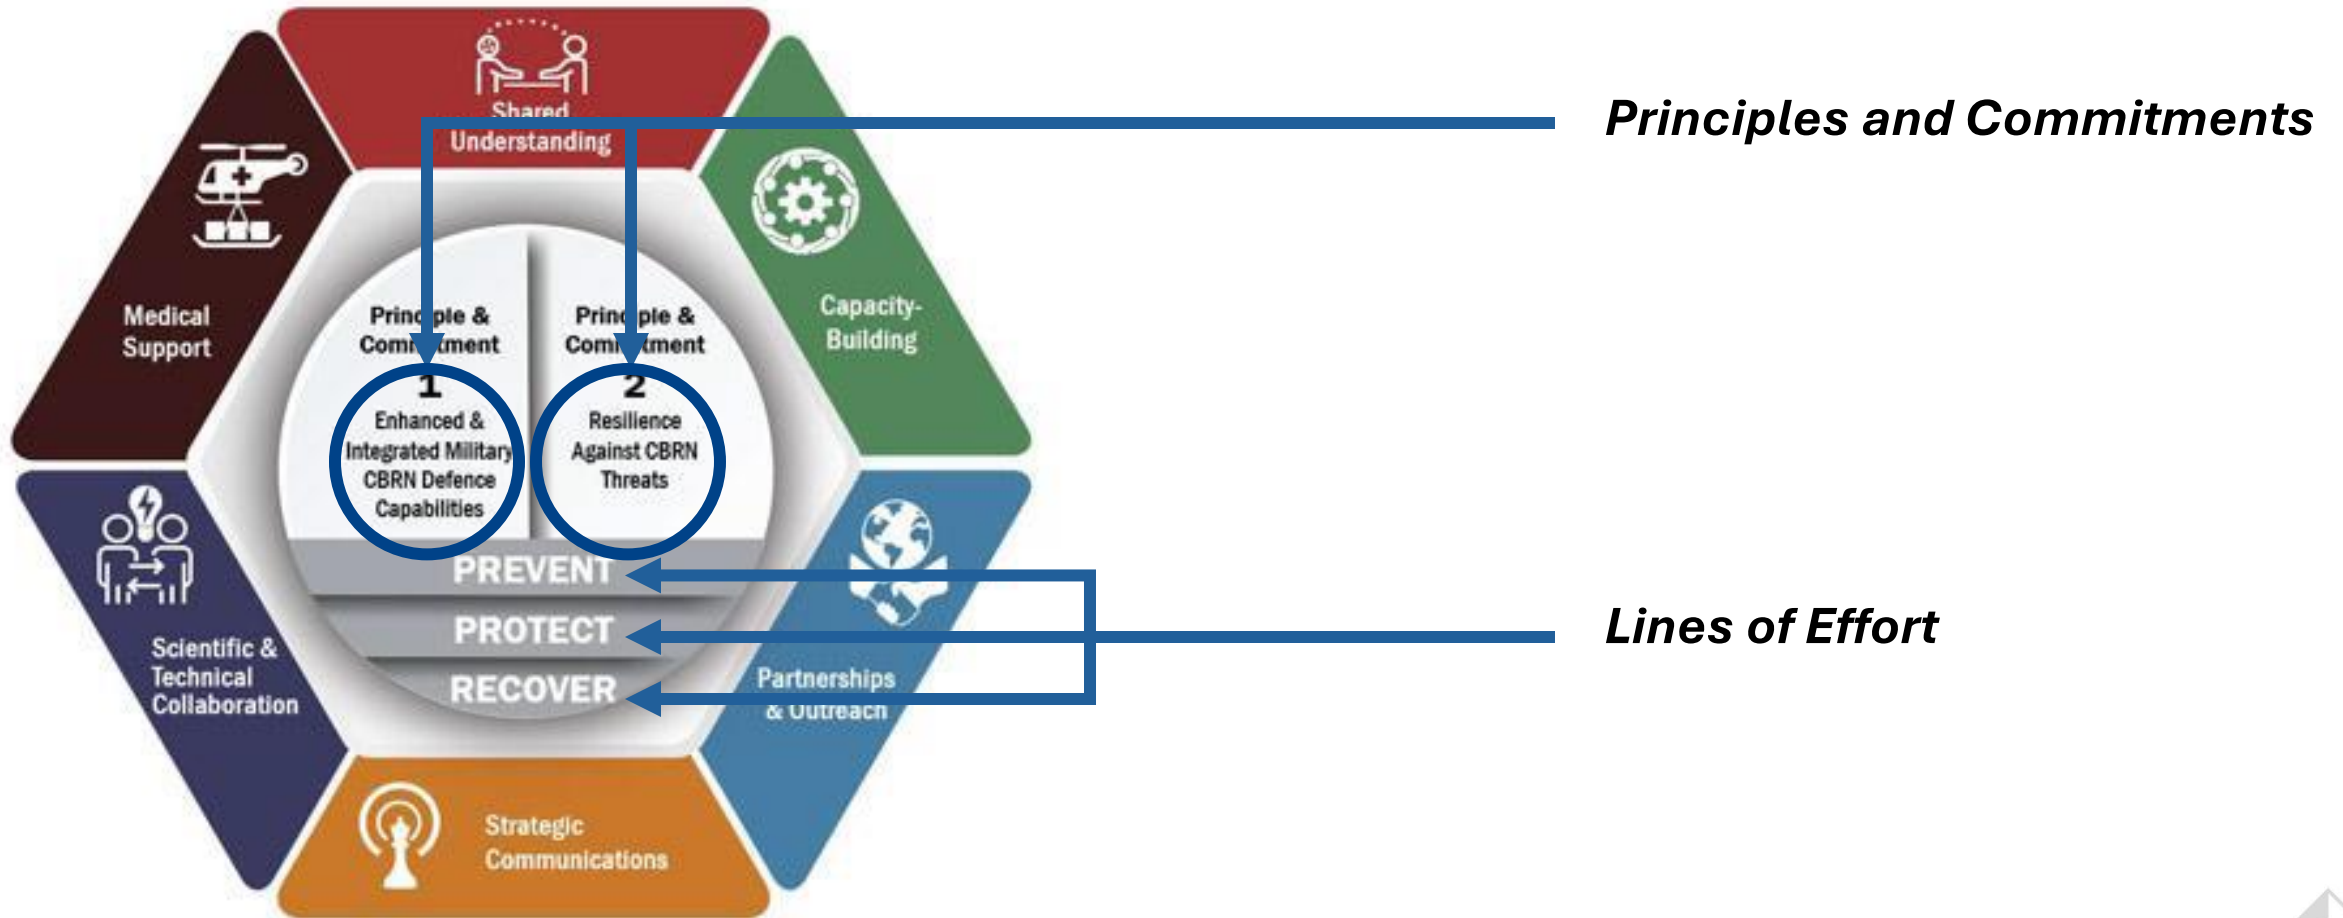 Shared
Understanding
Principles and Commitments
Medical
Support
Capacity-
Building
Principle &
Commitment
1
Enhanced &
Integrated Military
CBRN Defence
Capabilities
Principle &
Commitment
2
Resilience
Against CBRN
Threats
PREVENT
PROTECT
RECOVER
Lines of Effort
Scientific &
Technical
Collaboration
Partnerships
& Outreach
Strategic
Communications